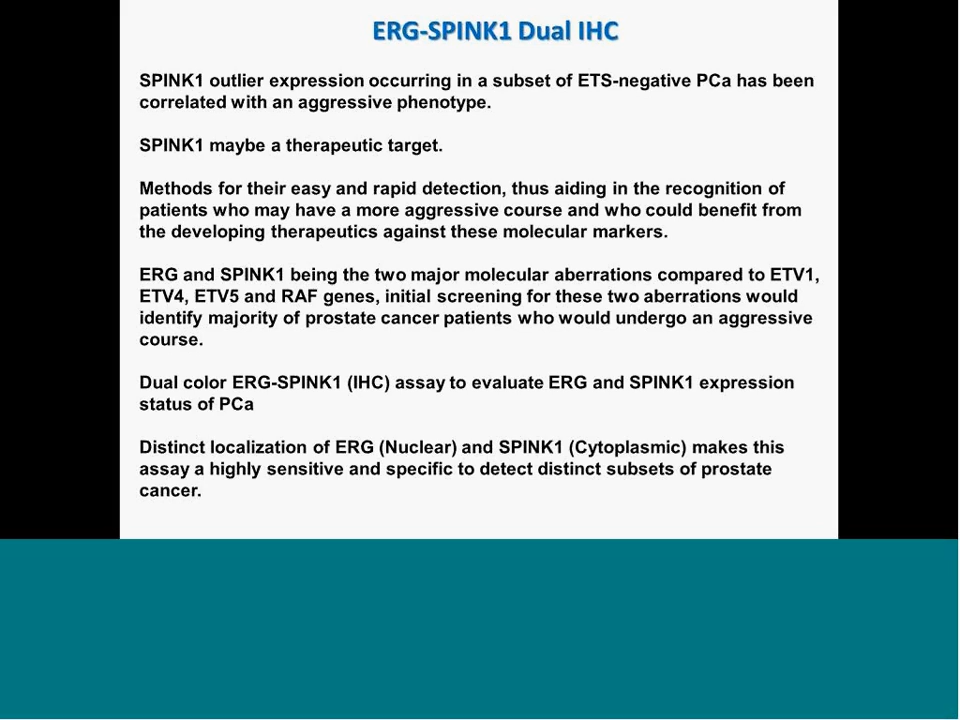 ERG-SPINK1 Dual IHC
SPINK1 outlier expression occurring in a subset of ETS-negative PCa has been
correlated with an aggressive phenotype.
SPINK1 maybe a therapeutic target.
Methods for their easy and rapid detection, thus aiding in the recognition of
patients who may have a more aggressive course and who could benefit from
the developing therapeutics against these molecular markers.
ERG and SPINK1 being the two major molecular aberrations compared to ETV1,
ETV4, ETV5 and RAF genes, initial screening for these two aberrations would
identify majority of prostate cancer patients who would undergo an aggressive
course.
Dual color ERG-SPINK1 (IHC) assay to evaluate ERG and SPINK1 expression
status of PCa
Distinct localization of ERG (Nuclear) and SPINK1 (Cytoplasmic) makes this
assay a highly sensitive and specific to detect distinct subsets of prostate
cancer.